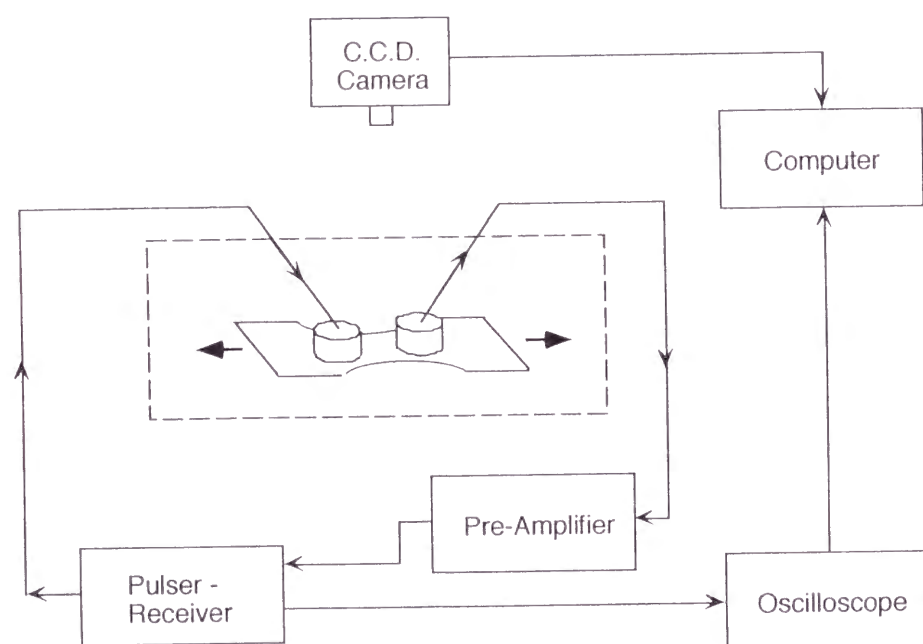 C.C.D.
Camera
Computer
Pre-Amplifier
Pulser -
Receiver
Oscilloscope